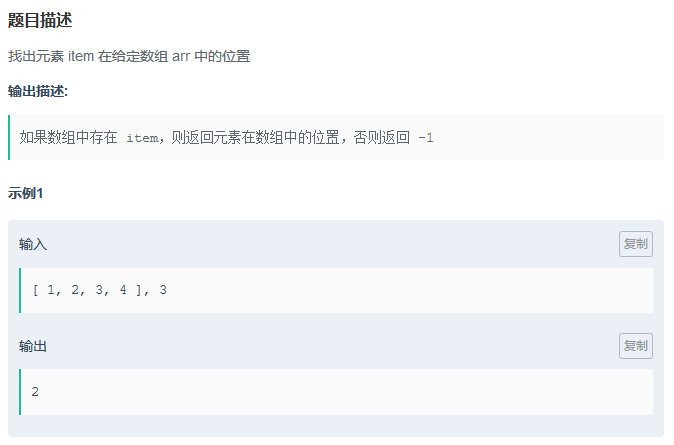 题目描述
找出元素 item 在给定数组 arr 中的位置
输出描述:
如果数组中存在 item，则返回元素在数组中的位置，否则返回 -1
示例1
输入
复制
[ 1, 2, 3, 4 ], 3
输出
复制
2